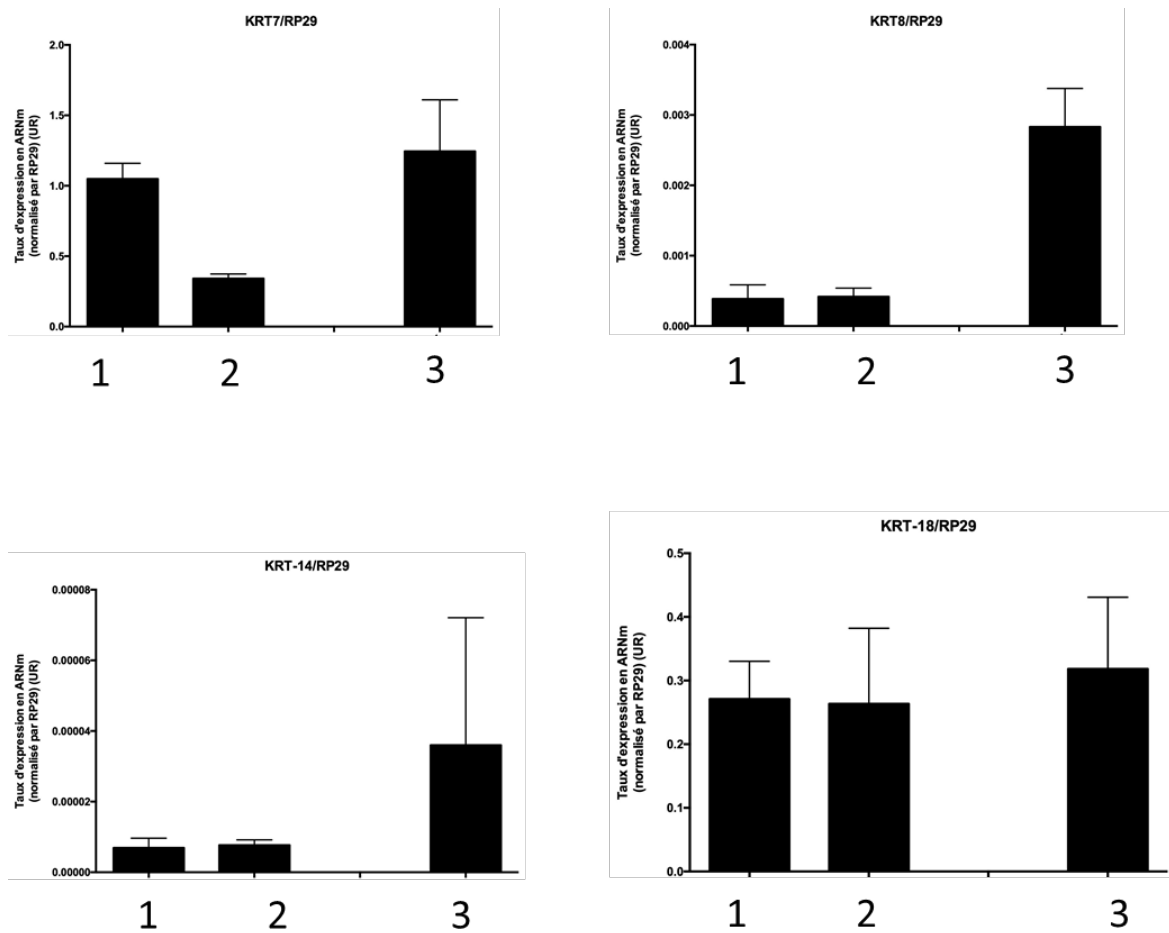 KRT7/RP29
Taux d'expression en ARNm
(normalisé par RP29) (UR)
2.0
1.5
1.0
0.5
0.0
1 2 3
KRT8/RP29
Taux d'expression en ARNm
(normalisé par RP29) (UR)
0.004
0.003
0.002
0.001
0.000
1 2 3
KRT-14/RP29
Taux d'expression en ARNm
(normalisé par RP29) (UR)
0.00008
0.00006
0.00004
0.00002
0.00000
1 2 3
KRT-18/RP29
Taux d'expression en ARNm
(normalisé par RP29) (UR)
0.5
0.4
0.3
0.2
0.1
0.0
1 2 3